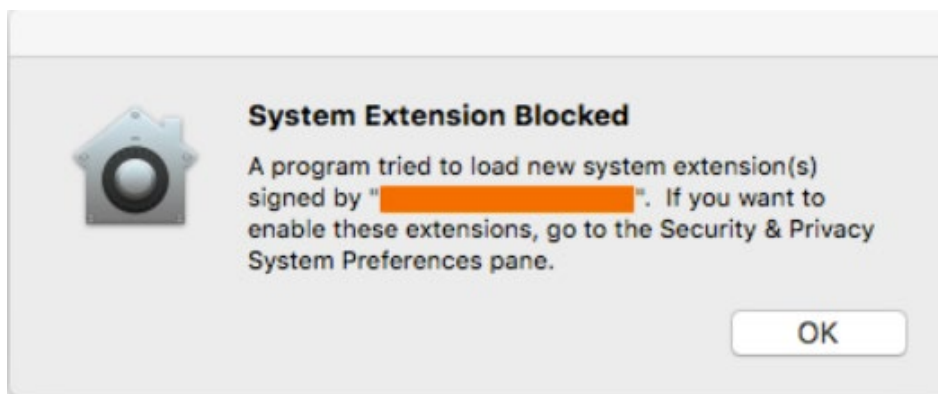 System Extension Blocked
A program tried to load new system extension(s)
signed by "                    ".  If you want to
enable these extensions, go to the Security & Privacy
System Preferences pane.
OK